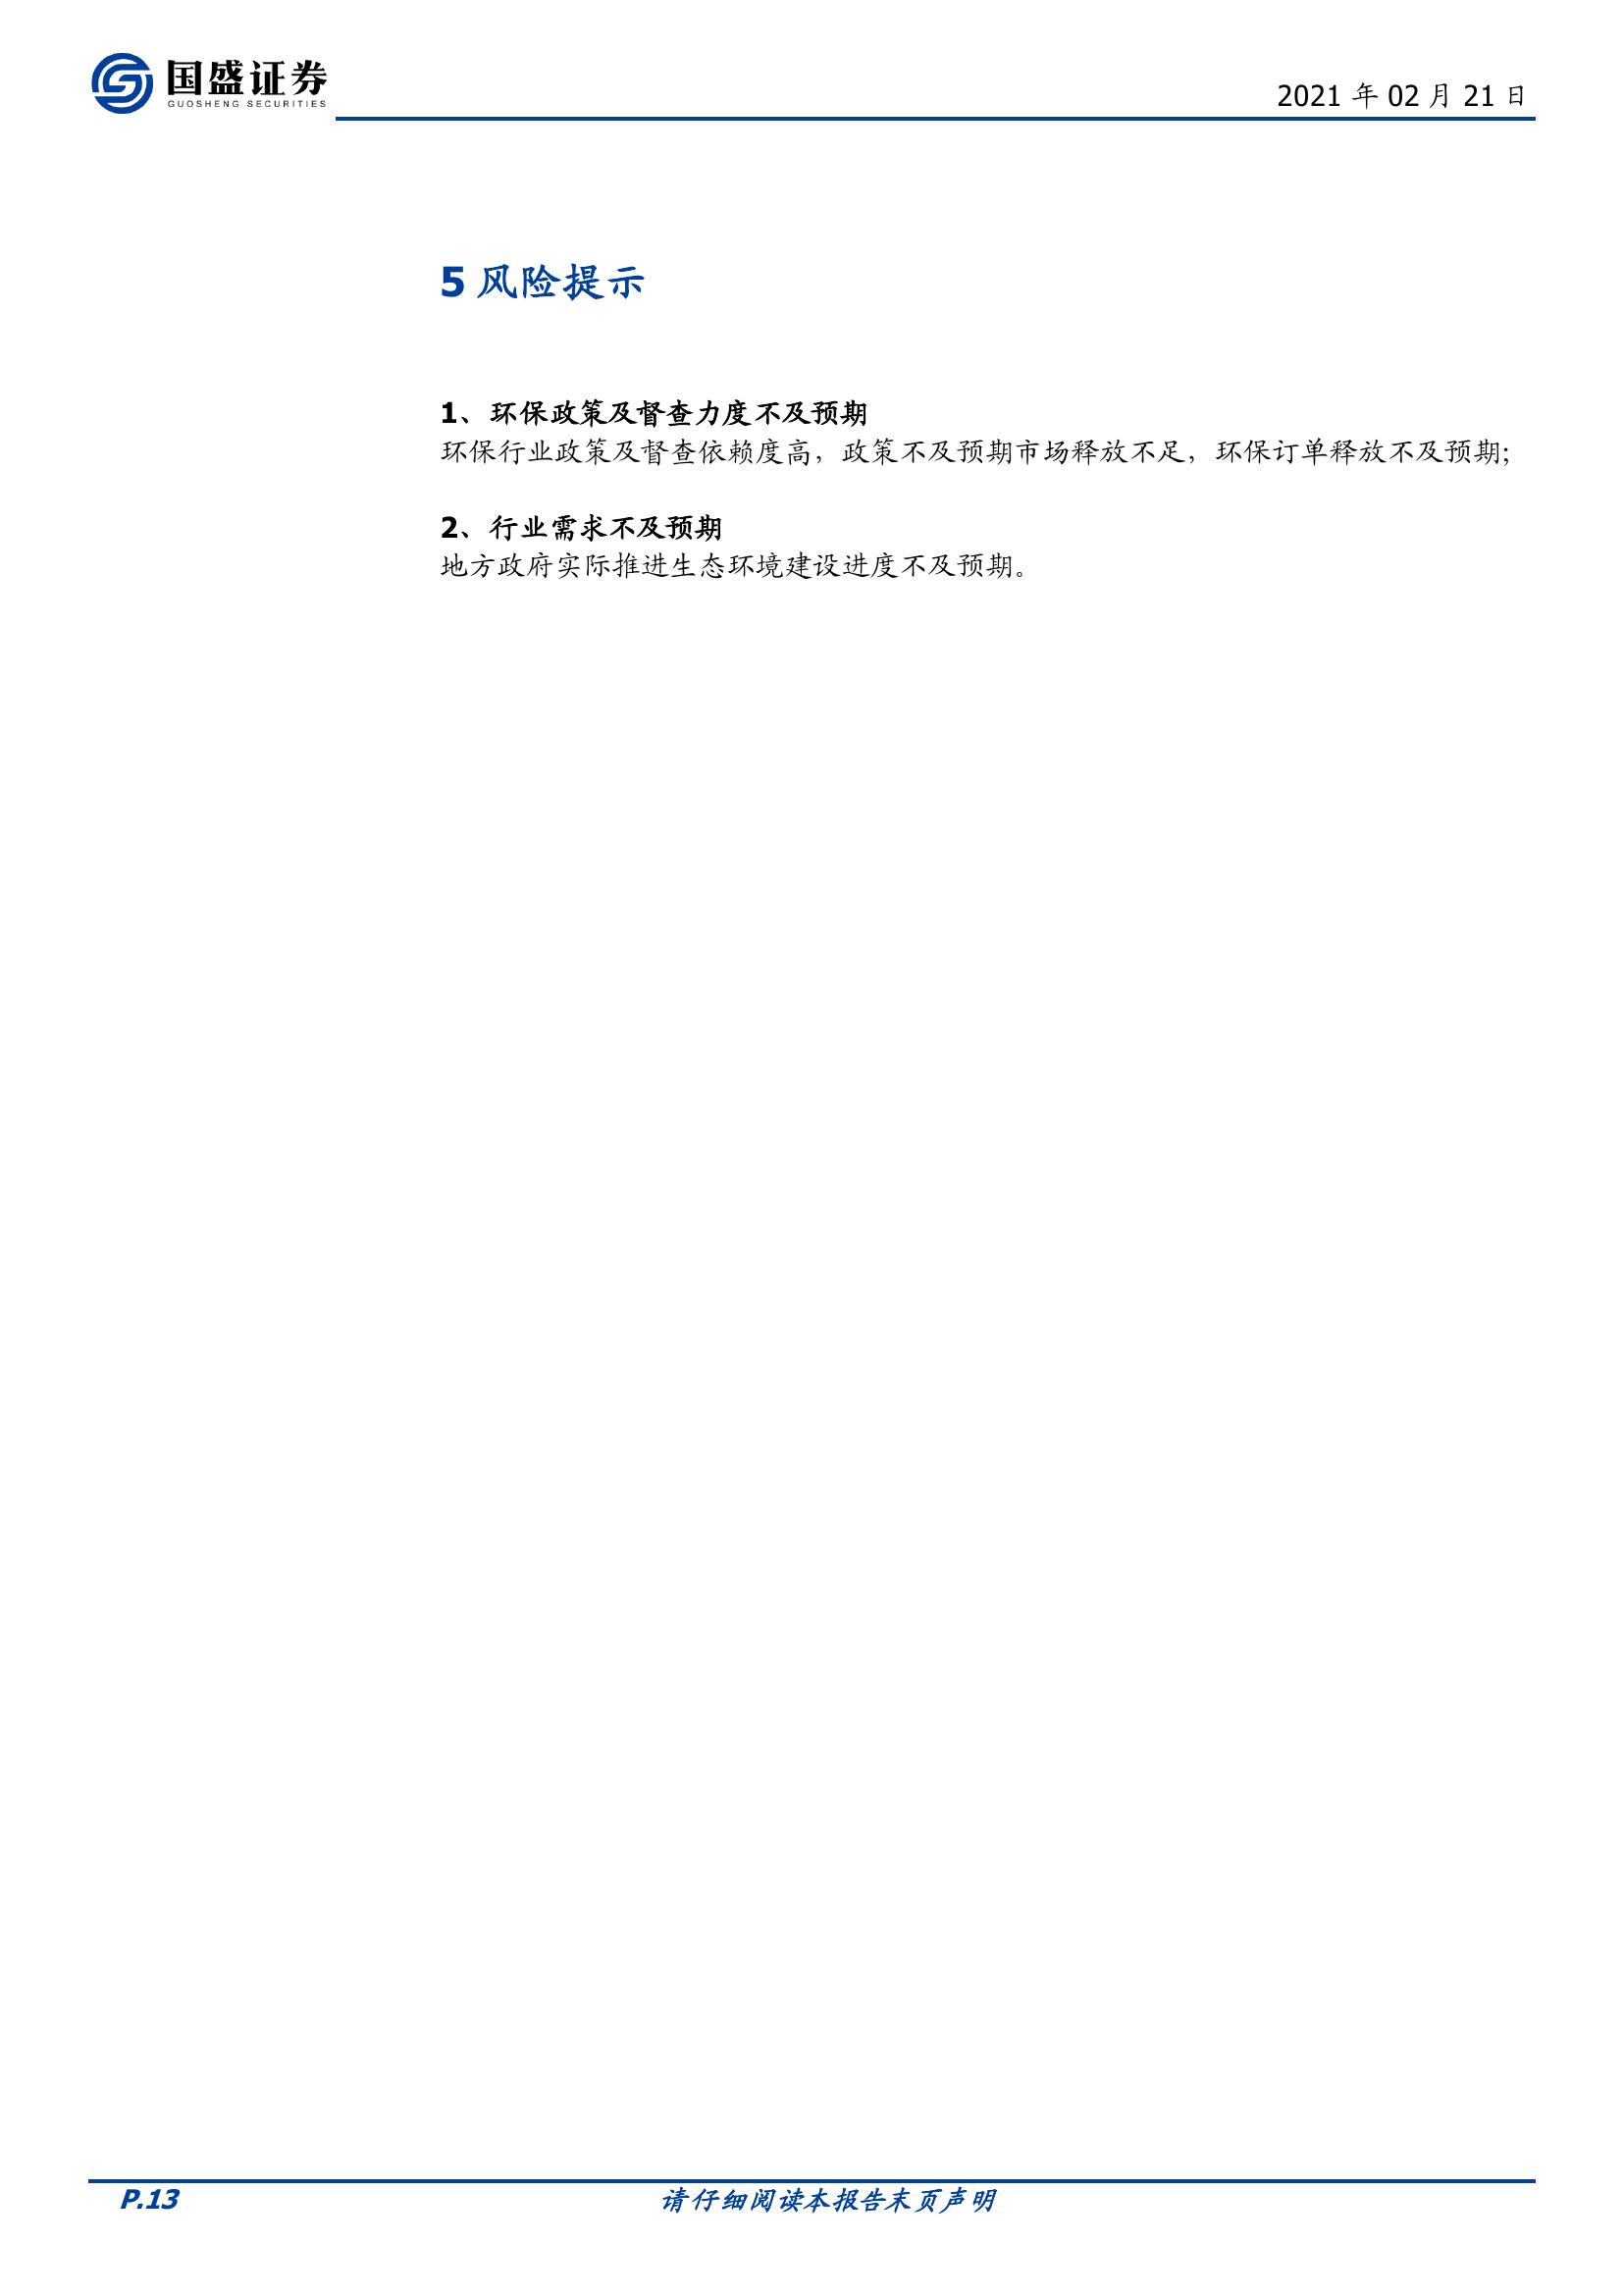 国盛证券
GUOSHENG SECURITIES
2021 年 02 月 21 日
5 风险提示
1、环保政策及督查力度不及预期
环保行业政策及督查依赖度高，政策不及预期市场释放不足，环保订单释放不及预期；
2、行业需求不及预期
地方政府实际推进生态环境建设进度不及预期。
P.13
请仔细阅读本报告末页声明